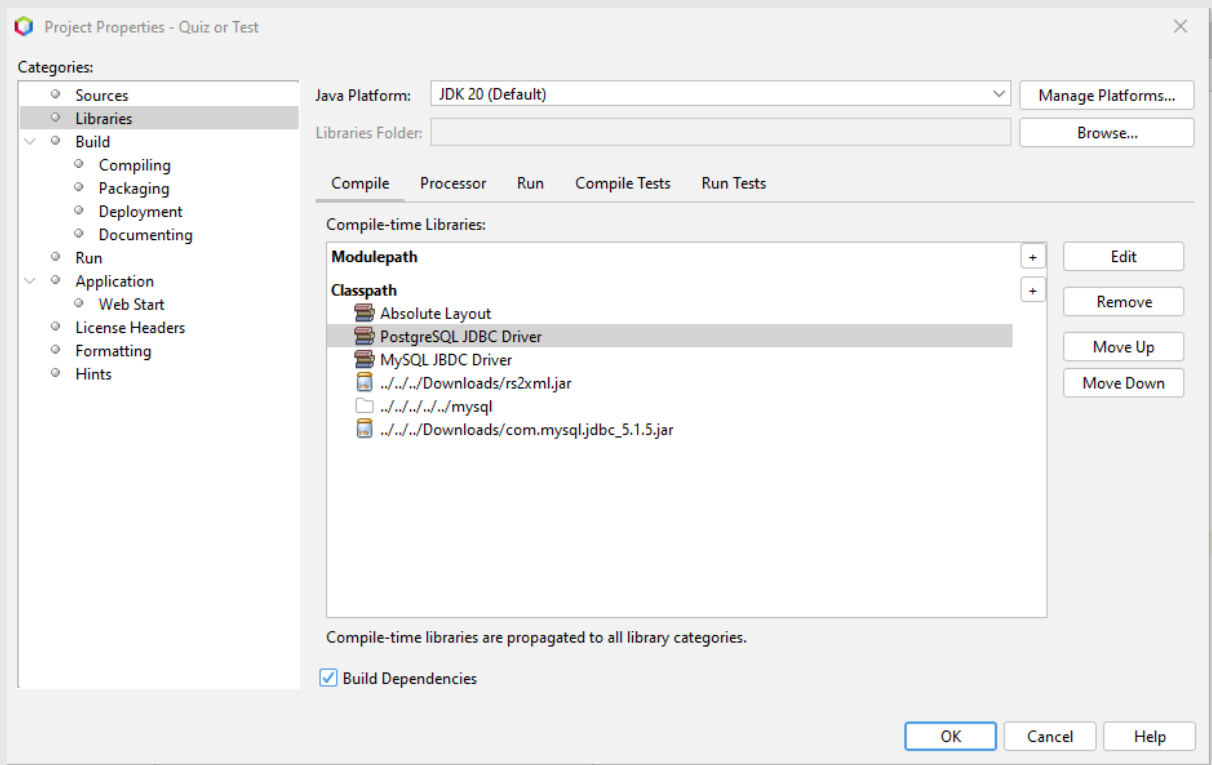 Project Properties - Quiz or Test
Categories:
Sources
Libraries
Build
Compiling
Packaging
Deployment
Documenting
Run
Application
Web Start
License Headers
Formatting
Hints
Java Platform: JDK 20 (Default) Manage Platforms...
Libraries Folder: Browse...
Compile Processor Run Compile Tests Run Tests
Compile-time Libraries:
Modulepath +
Classpath +
Absolute Layout
PostgreSQL JDBC Driver
MySQL JBDC Driver
../../../Downloads/rs2xml.jar
../../../../../mysql
../../../Downloads/com.mysql.jdbc_5.1.5.jar
Edit
Remove
Move Up
Move Down
Compile-time libraries are propagated to all library categories.
Build Dependencies
OK Cancel Help